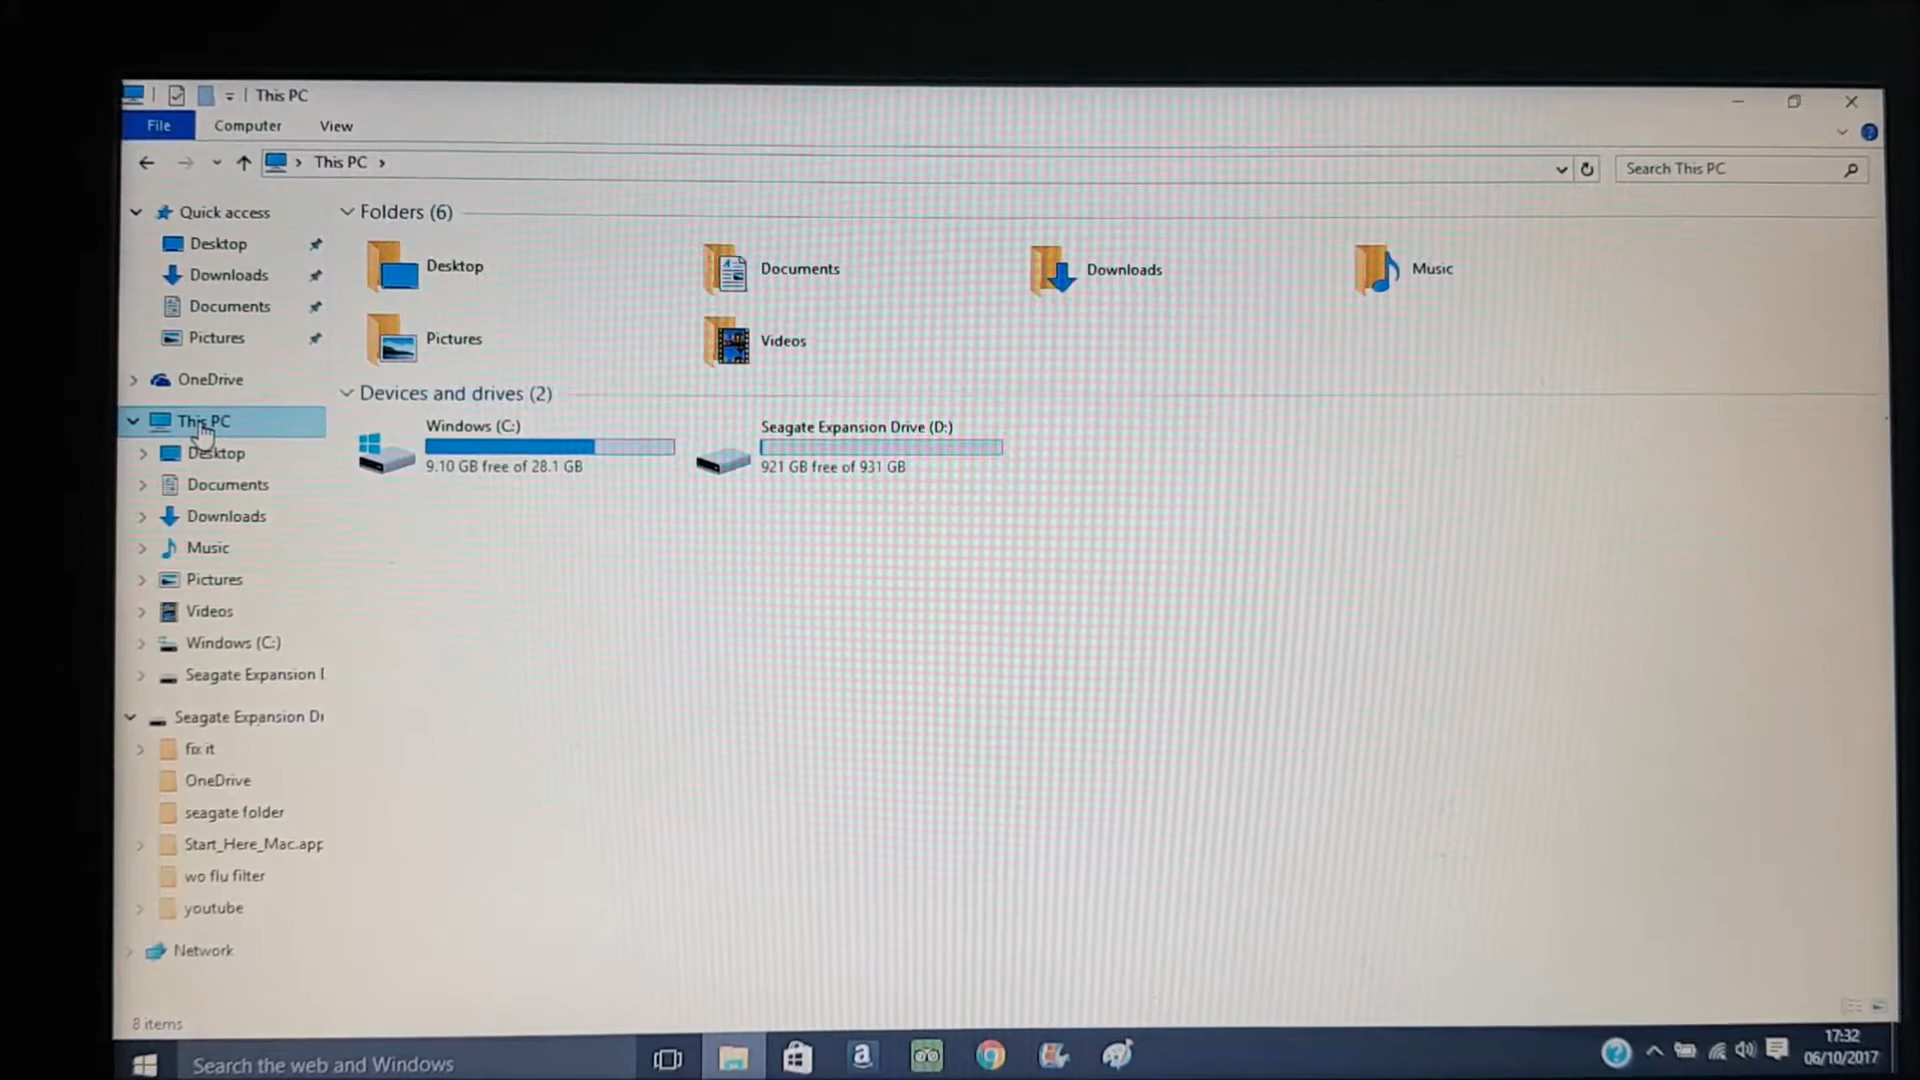 This PC
File Computer View
This PC
Search This PC
Quick access
Desktop
Downloads
Documents
Pictures
OneDrive
This PC
Desktop
Documents
Downloads
Music
Pictures
Videos
Windows (C:)
Seagate Expansion D
Seagate Expansion Dr
fix it
OneDrive
seagate folder
Start_Here_Mac.app
wo flu filter
youtube
Network
Folders (6)
Desktop
Documents
Downloads
Music
Pictures
Videos
Devices and drives (2)
Windows (C:)
9.10 GB free of 28.1 GB
Seagate Expansion Drive (D:)
921 GB free of 931 GB
8 items
Search the web and Windows
17:32
06/10/2017